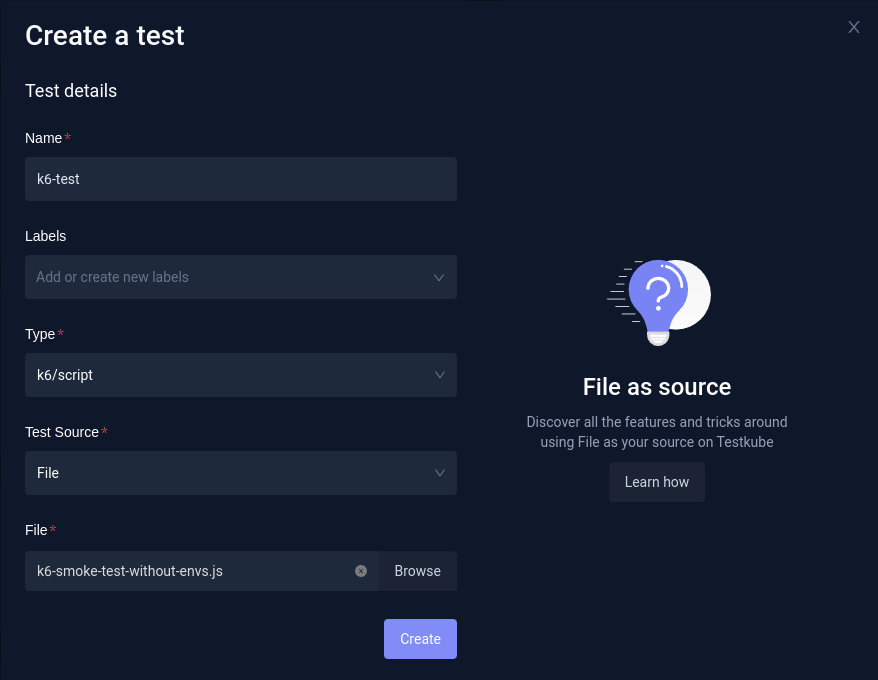 Create a test
Test details
Name *
k6-test
Labels
Add or create new labels
Type *
k6/script
Test Source *
File
File *
k6-smoke-test-without-envs.js
Browse
Create
?
File as source
Discover all the features and tricks around
using File as your source on Testkube
Learn how